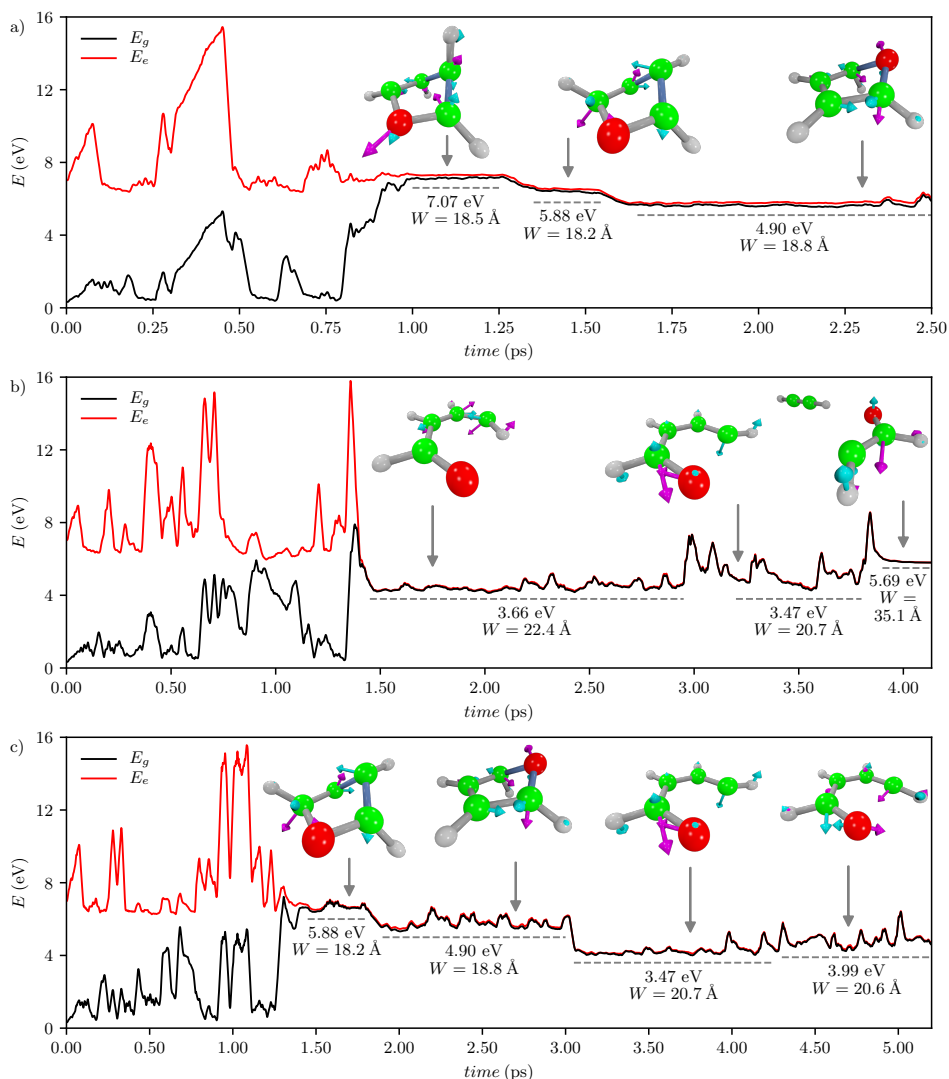 a)
E_g
E_e
16
12
8
4
0
E (eV)
7.07 eV
W = 18.5 Å
5.88 eV
W = 18.2 Å
4.90 eV
W = 18.8 Å
0.00 0.25 0.50 0.75 1.00 1.25 1.50 1.75 2.00 2.25 2.50
time (ps)
b)
E_g
E_e
16
12
8
4
0
E (eV)
3.66 eV
W = 22.4 Å
3.47 eV
W = 20.7 Å
5.69 eV
W =
35.1 Å
0.00 0.50 1.00 1.50 2.00 2.50 3.00 3.50 4.00
time (ps)
c)
E_g
E_e
16
12
8
4
0
E (eV)
5.88 eV
W = 18.2 Å
4.90 eV
W = 18.8 Å
3.47 eV
W = 20.7 Å
3.99 eV
W = 20.6 Å
0.00 0.50 1.00 1.50 2.00 2.50 3.00 3.50 4.00 4.50 5.00
time (ps)